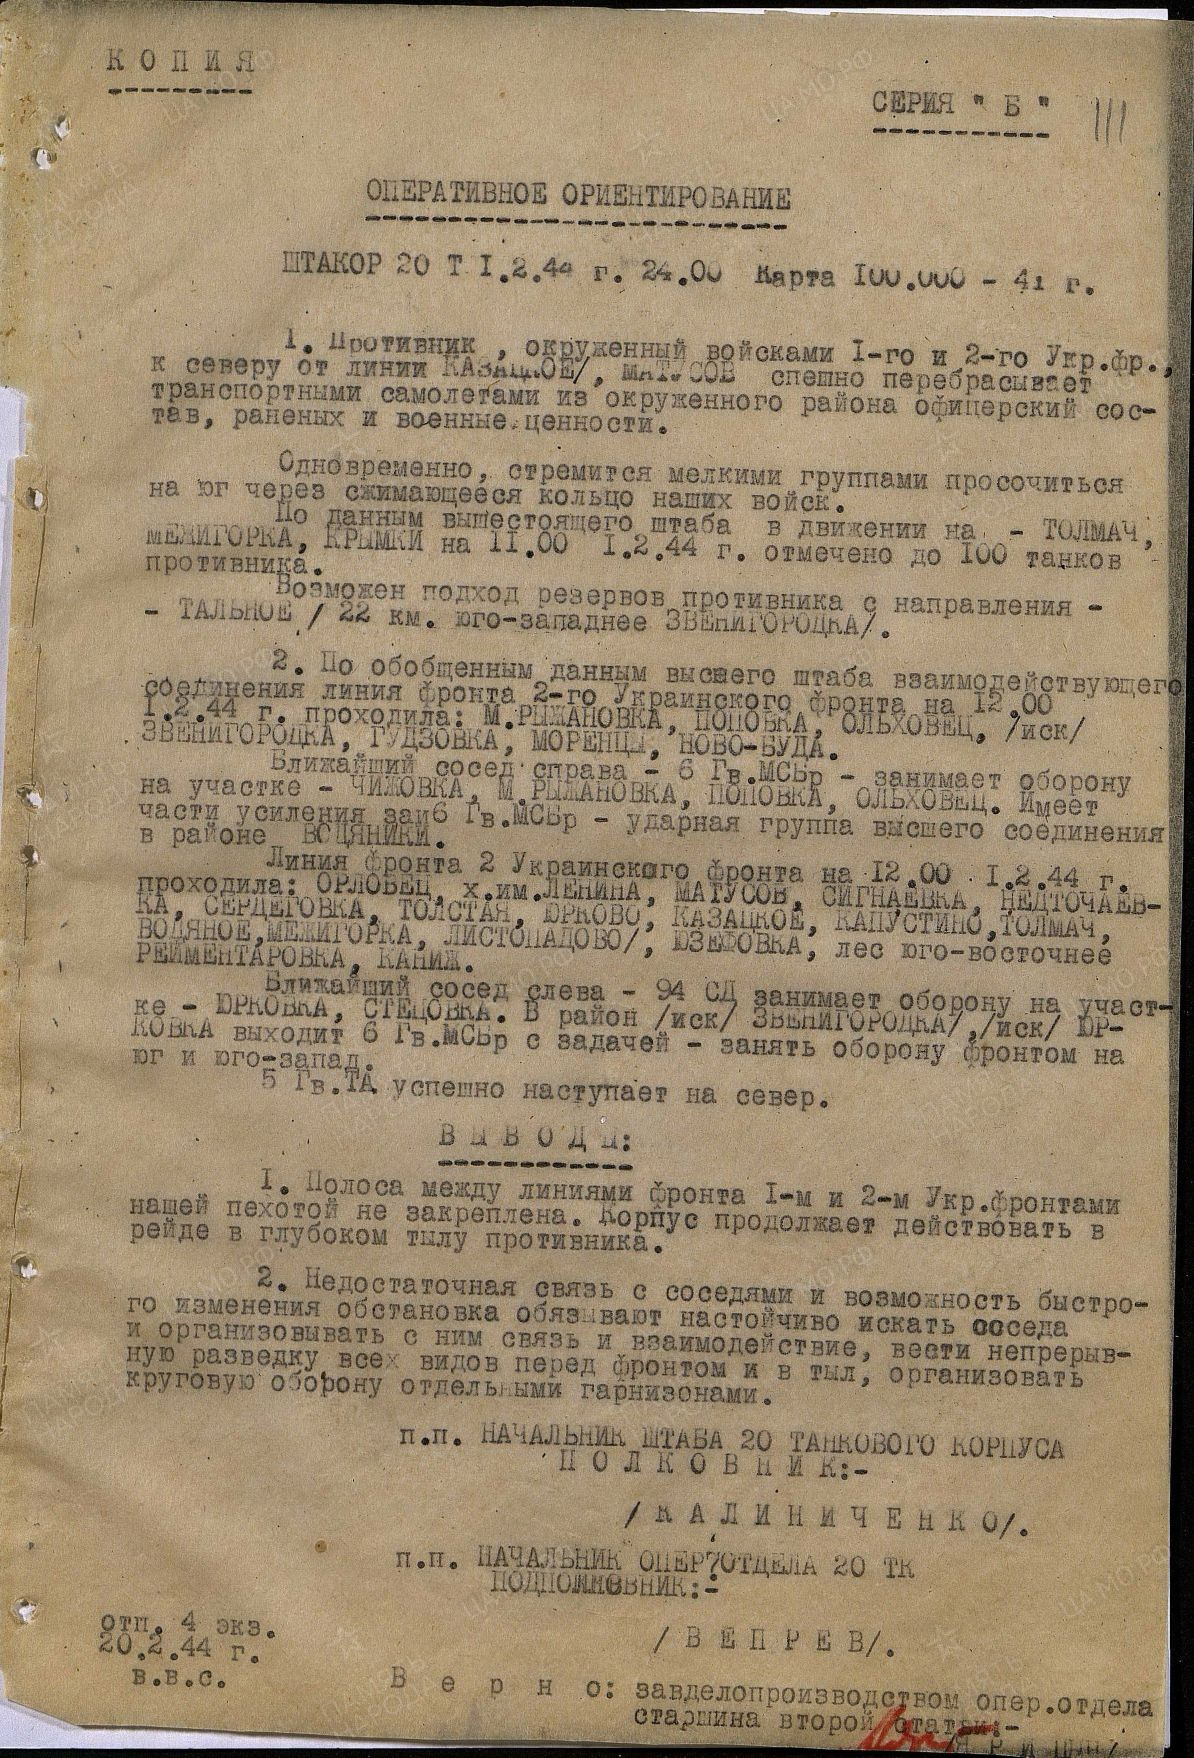 КОПИЯ
СЕРИЯ " Б "
111
ОПЕРАТИВНОЕ ОРИЕНТИРОВАНИЕ
ШТАКОР 20 Т I.2.44 г. 24.00 Карта I00.000 - 41 г.
1. Противник , окруженный войсками I-го и 2-го Укр.фр.,
к северу от линии КАЗАЦКОЕ/, МАТУСОВ спешно перебрасывает
транспортными самолетами из окруженного района офицерский сос-
тав, раненых и военные ценности.
Одновременно, стремится мелкими группами просочиться
на юг через сжимающееся кольцо наших войск.
По данным вышестоящего штаба в движении на - ТОЛМАЧ,
МЕЖИГОРКА, КРЫМКИ на 11.00 I.2.44 г. отмечено до I00 танков
противника.
Возможен подход резервов противника с направления -
- ТАЛЬНОЕ / 22 км. юго-западнее ЗВЕНИГОРОДКА/.
2. По обобщенным данным высшего штаба взаимодействующего
соединения линия фронта 2-го Украинского фронта на 12.00
I.2.44 г. проходила: М.РЫЖАНОВКА, ПОПОВКА, ОЛЬХОВЕЦ, /иск/
ЗВЕНИГОРОДКА, ГУДЗОВКА, МОРЕНЦЫ, НОВО-БУДА.
Ближайший сосед справа - 6 Гв.МСБр - занимает оборону
на участке - ЧИЖОВКА, М.РЫЖАНОВКА, ПОПОВКА, ОЛЬХОВЕЦ. Имеет
части усиления заи6 Гв.МСБр - ударная группа высшего соединения
в районе ВОДЯНИКИ.
Линия фронта 2 Украинского фронта на 12.00 I.2.44 г.
проходила: ОРЛОВЕЦ, х.им.ЛЕНИНА, МАТУСОВ, СИГНАЕВКА, НЕДТОЧАЕВ-
КА, СЕРДЕГОВКА, ТОЛСТАЯ, ЮРКОВО, КАЗАЦКОЕ, КАПУСТИНО,ТОЛМАЧ,
ВОДЯНОЕ,МЕЖИГОРКА, ЛИСТОПАДОВО/, ЮЗЕФОВКА, лес юго-восточнее
РЕЙМЕНТАРОВКА, КАНИЖ.
Ближайший сосед слева - 94 СД занимает оборону на участ-
ке - ЮРКОВКА, СТЕЦОВКА. В район /иск/ ЗВЕНИГОРОДКА/,/иск/ ЮР-
КОВКА выходит 6 Гв.МСБр с задачей - занять оборону фронтом на
юг и юго-запад.
5 Гв.ТА успешно наступает на север.
ВЫВОДЫ:
I. Полоса между линиями фронта I-м и 2-м Укр.фронтами
нашей пехотой не закреплена. Корпус продолжает действовать в
рейде в глубоком тылу противника.
2. Недостаточная связь с соседями и возможность быстро-
го изменения обстановка обязывают настойчиво искать соседа
и организовывать с ним связь и взаимодействие, вести непрерыв-
ную разведку всех видов перед фронтом и в тыл, организовать
круговую оборону отдельными гарнизонами.
п.п. НАЧАЛЬНИК ШТАБА 20 ТАНКОВОГО КОРПУСА
ПОЛКОВНИК:-
/КАЛИНИЧЕНКО/.
п.п. НАЧАЛЬНИК ОПЕР?ОТДЕЛА 20 ТК
ПОДПОЛКОВНИК:-
/ВЕПРЕВ/.
отп. 4 экз.
20.2.44 г.
в.в.с.
Верно: завделопроизводством опер.отдела
старшина второй статьи:-